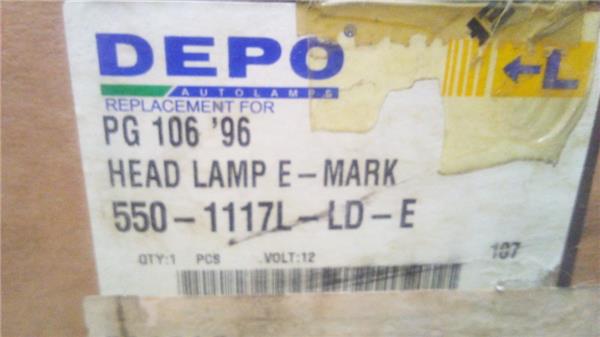 DEPO
AUTOLAMPS
REPLACEMENT FOR
PG 106 '96
HEAD LAMP E-MARK
550-1117L-LD-E
QTY:1 PCS .VOLT:12
107
L